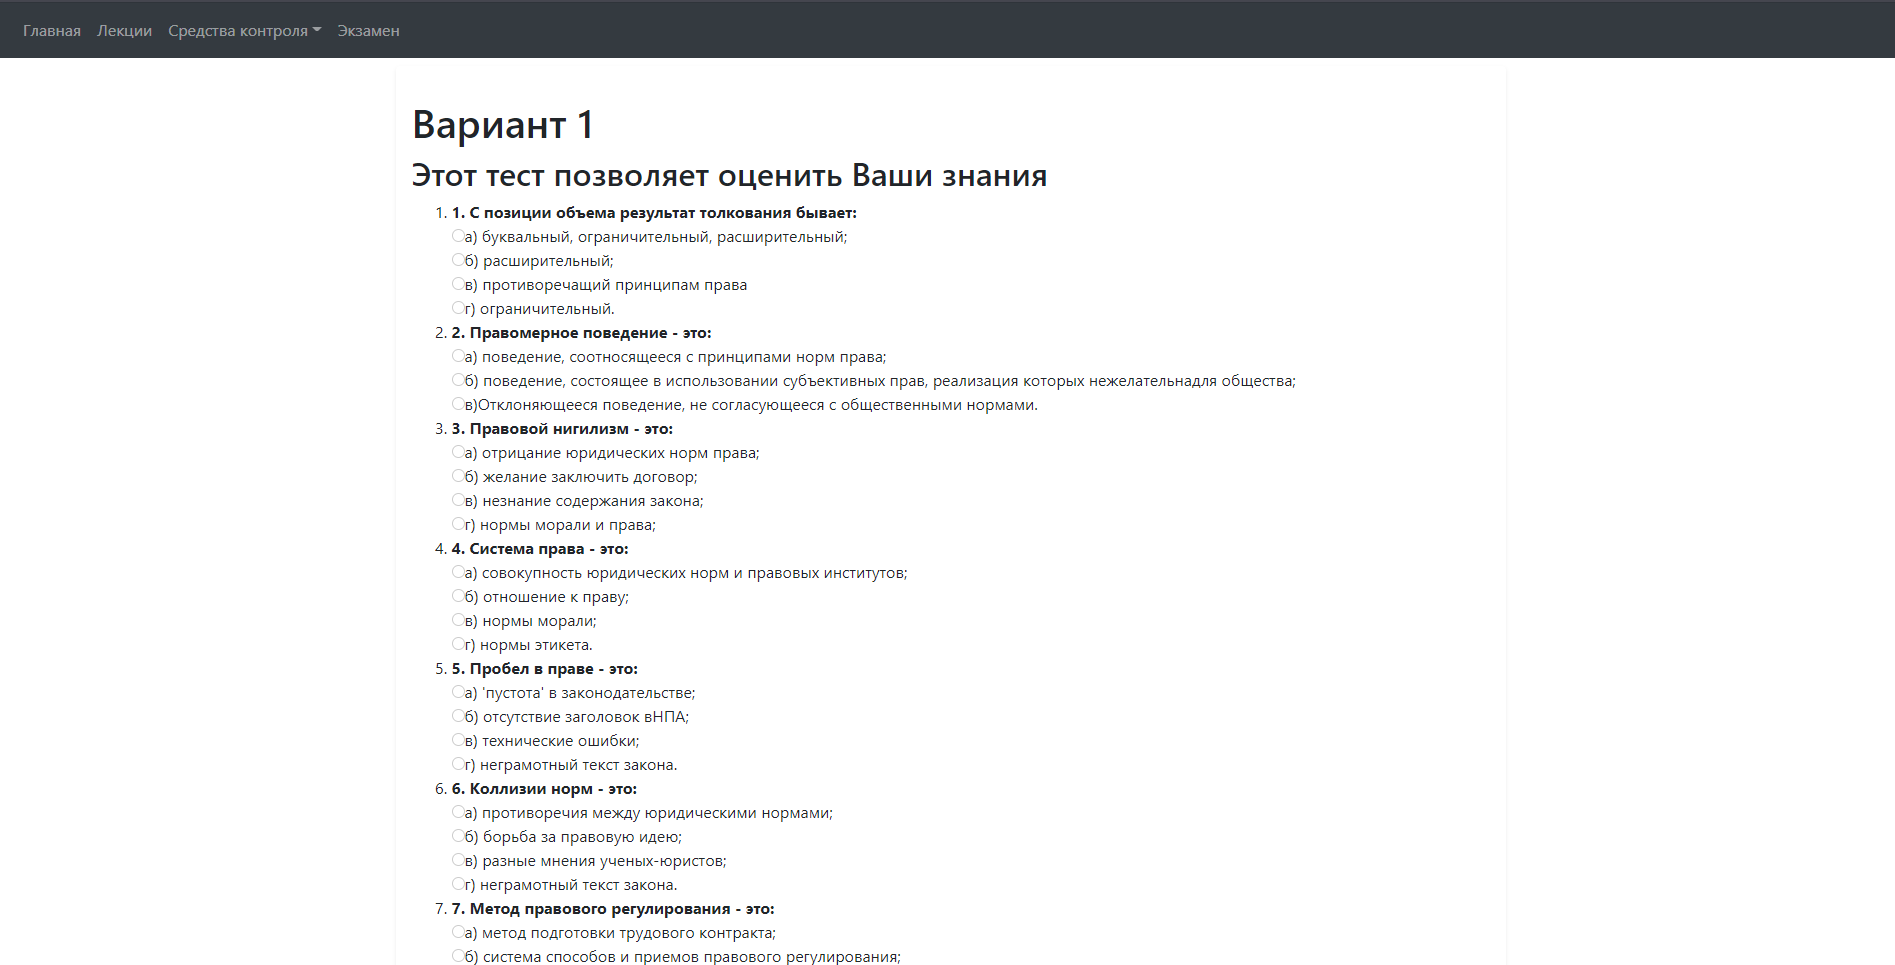 Главная Лекции Средства контроля Экзамен
Вариант 1
Этот тест позволяет оценить Ваши знания
1. 1. С позиции объема результат толкования бывает:
а) буквальный, ограничительный, расширительный;
б) расширительный;
в) противоречащий принципам права
г) ограничительный.
2. 2. Правомерное поведение - это:
а) поведение, соотносящееся с принципами норм права;
б) поведение, состоящее в использовании субъективных прав, реализация которых нежелательнадля общества;
в)Отклоняющееся поведение, не согласующееся с общественными нормами.
3. 3. Правовой нигилизм - это:
а) отрицание юридических норм права;
б) желание заключить договор;
в) незнание содержания закона;
г) нормы морали и права;
4. 4. Система права - это:
а) совокупность юридических норм и правовых институтов;
б) отношение к праву;
в) нормы морали;
г) нормы этикета.
5. 5. Пробел в праве - это:
а) 'пустота' в законодательстве;
б) отсутствие заголовок вНПА;
в) технические ошибки;
г) неграмотный текст закона.
6. 6. Коллизии норм - это:
а) противоречия между юридическими нормами;
б) борьба за правовую идею;
в) разные мнения ученых-юристов;
г) неграмотный текст закона.
7. 7. Метод правового регулирования - это:
а) метод подготовки трудового контракта;
б) система способов и приемов правового регулирования;